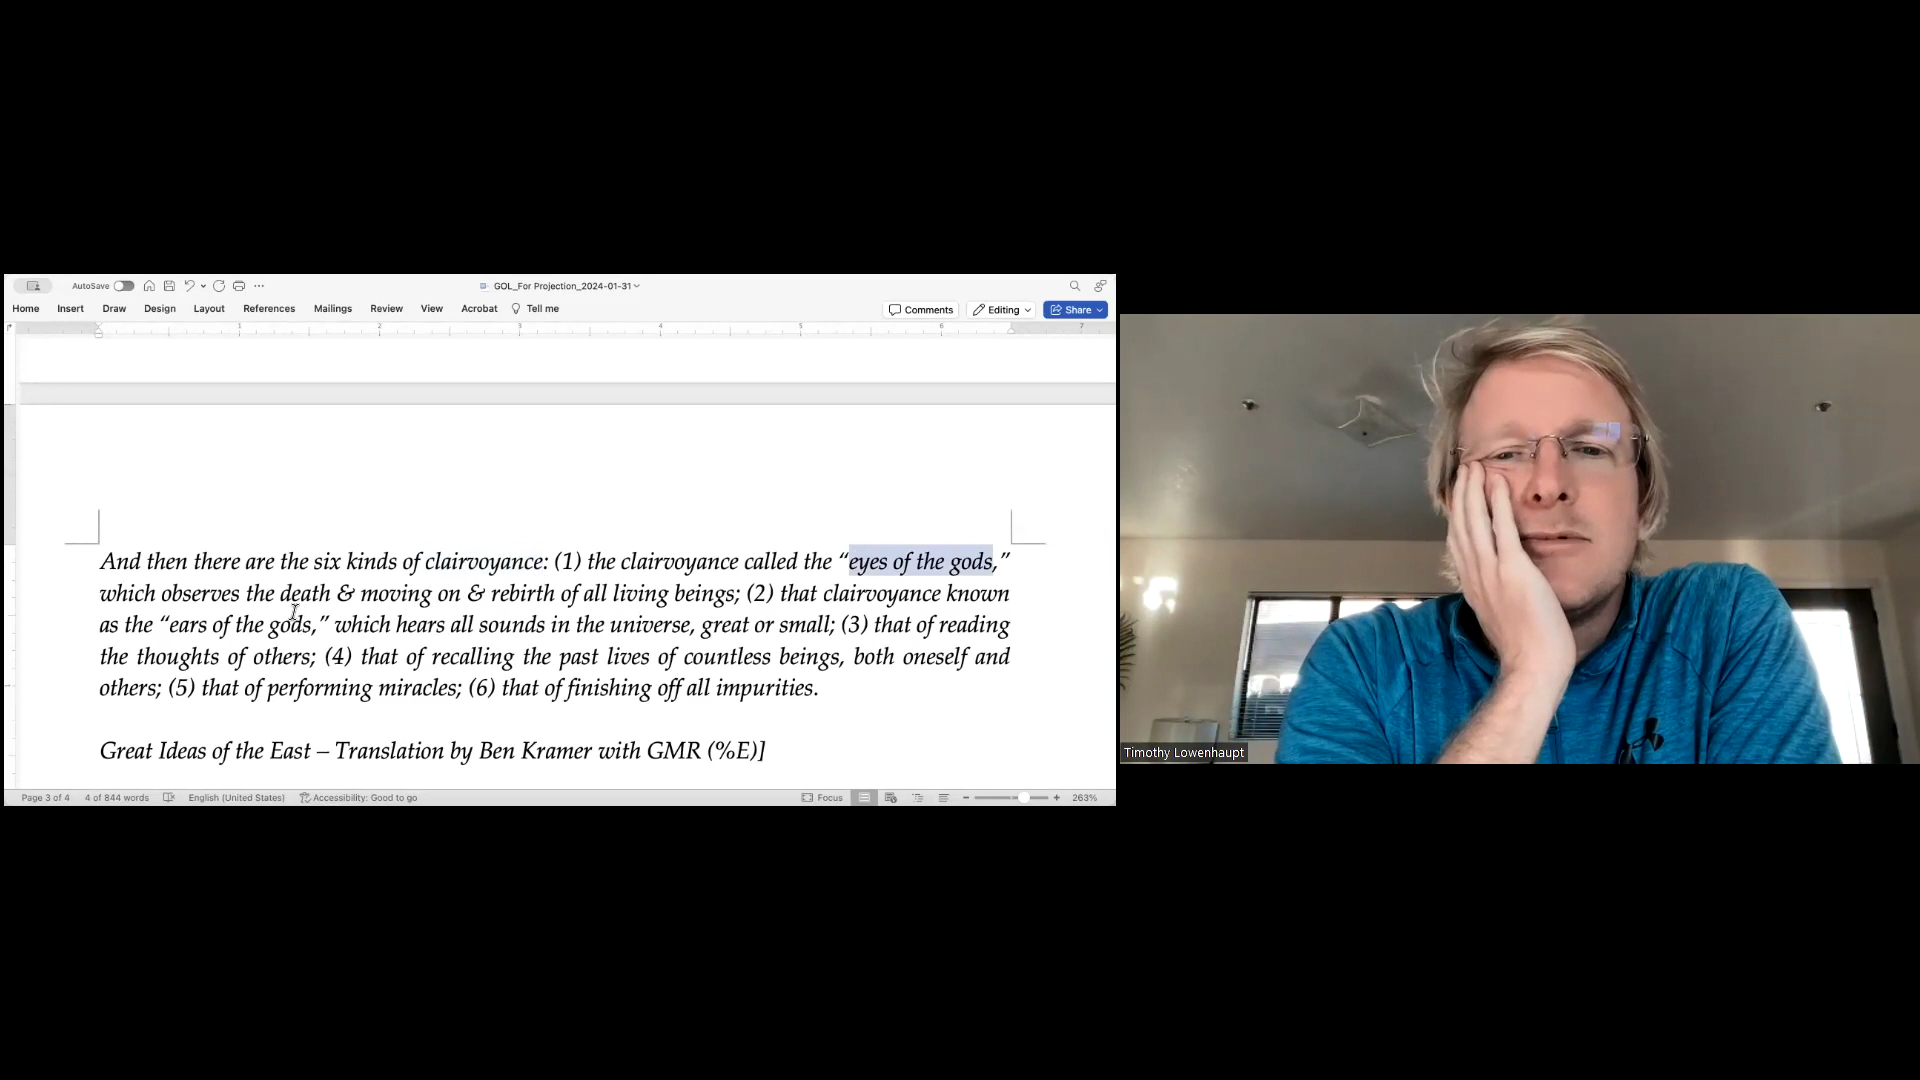 AutoSave
GOL_For Projection_2024-01-31
Home Insert Draw Design Layout References Mailings Review View Acrobat Tell me
Comments Editing Share
1 2 3 4 5 6 7
And then there are the six kinds of clairvoyance: (1) the clairvoyance called the “eyes of the gods,”
which observes the death & moving on & rebirth of all living beings; (2) that clairvoyance known
as the “ears of the gods,” which hears all sounds in the universe, great or small; (3) that of reading
the thoughts of others; (4) that of recalling the past lives of countless beings, both oneself and
others; (5) that of performing miracles; (6) that of finishing off all impurities.
Great Ideas of the East – Translation by Ben Kramer with GMR (%E)]
Page 3 of 4 4 of 844 words English (United States) Accessibility: Good to go Focus 263%
Timothy Lowenhaupt